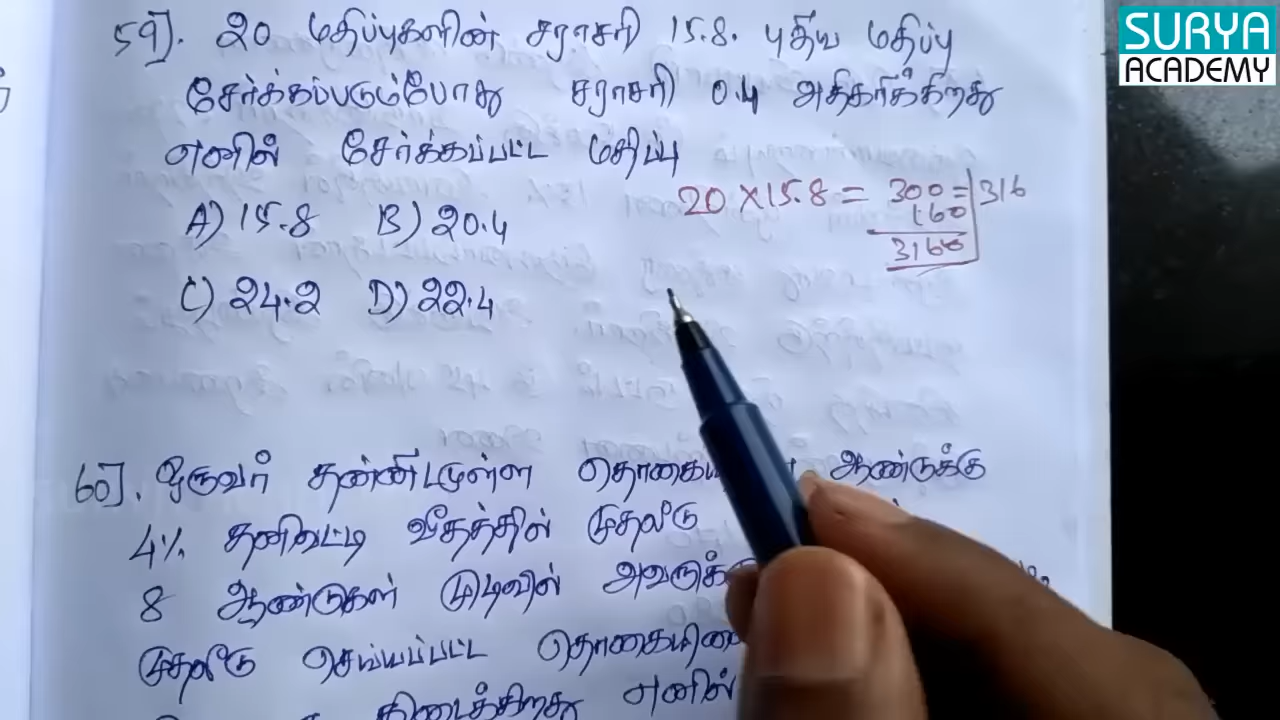 SURYA
ACADEMY
59]. 20 மதிப்புகளின் சராசரி 15.8. புதிய மதிப்பு
சேர்க்கப்படும்போது சராசரி 0.4 அதிகரிக்கிறது
எனில் சேர்க்கப்பட்ட மதிப்பு
20 x 15.8 = 300 = 316
160
3160
A) 15.8 B) 20.4
C) 24.2 D) 22.4
60]. ஒருவர் தன்னிடமுள்ள ஆண்டுக்கு
4% தனிவட்டி வீதத்தில் முதலீடு
8 ஆண்டுகள் முடிவில்
முதலீடு செய்யப்பட்ட
கிடைக்கிறது எனில்